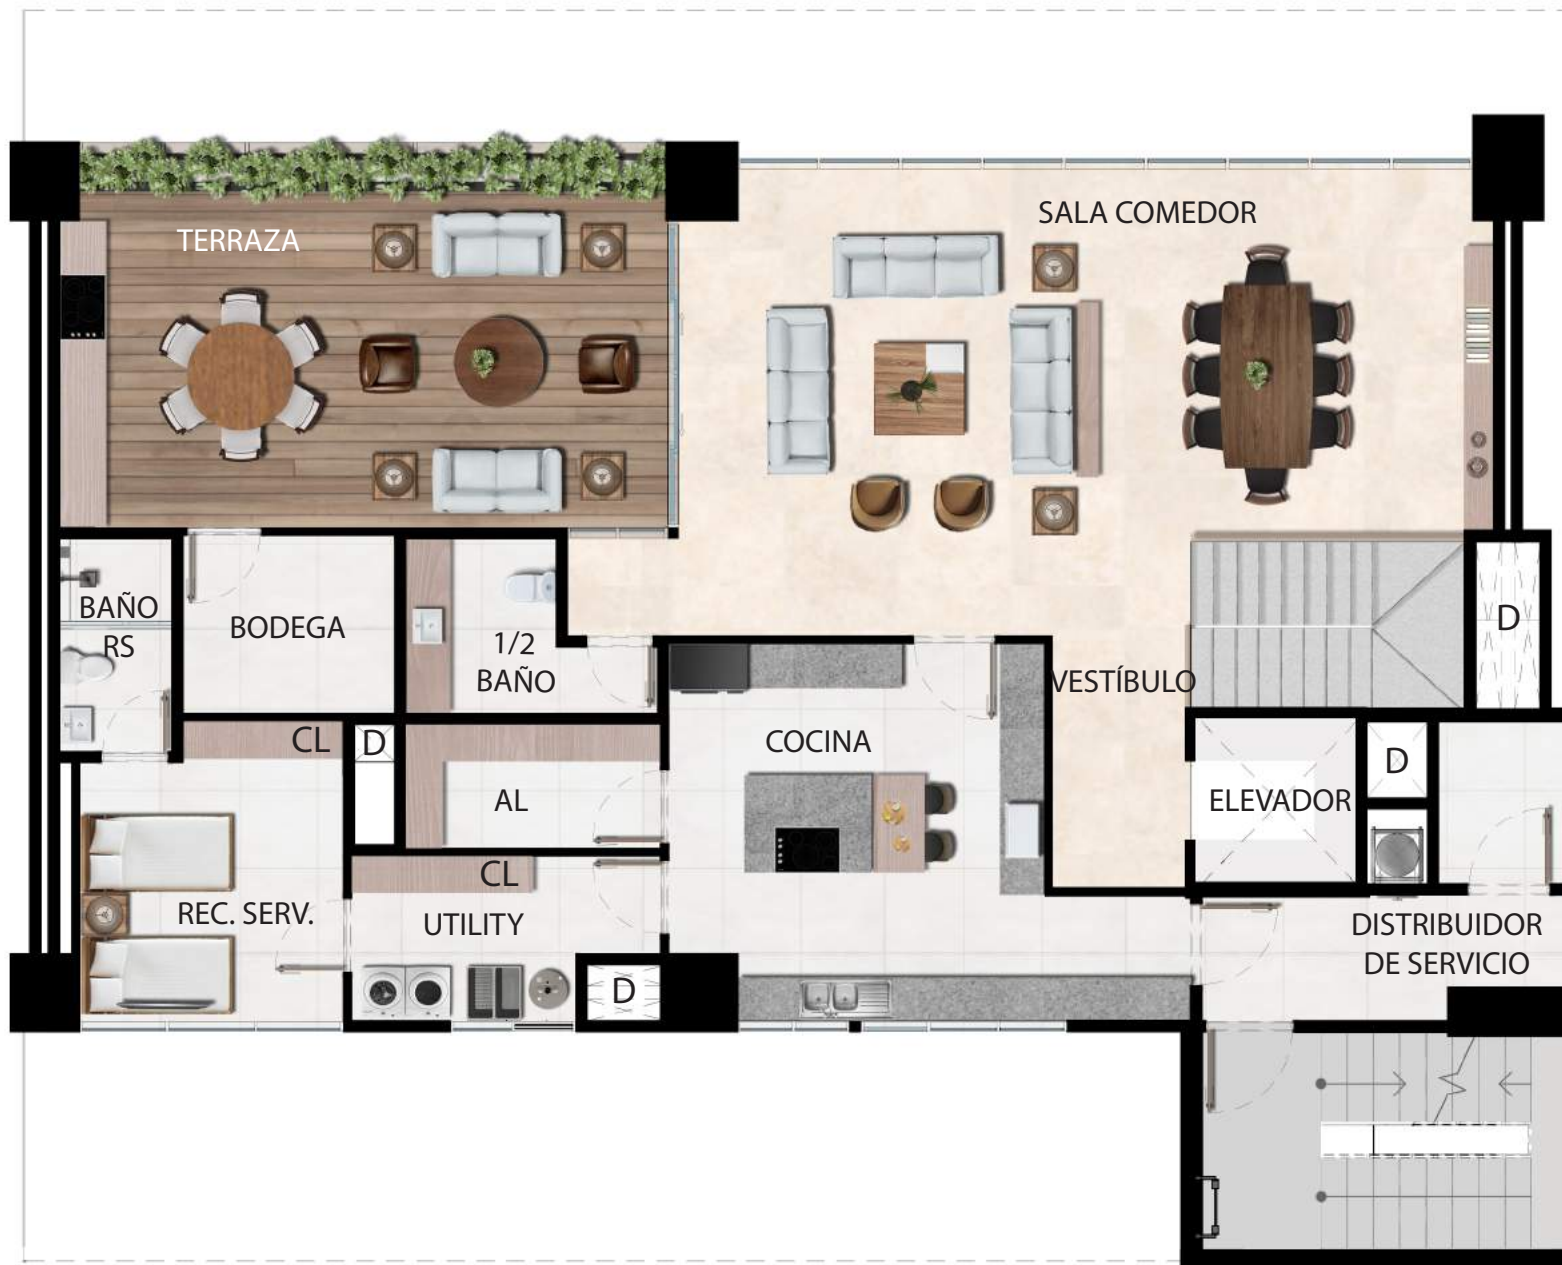 SALA COMEDOR
TERRAZA
BAÑO
RS
BODEGA
1/2
BAÑO
D
VESTÍBULO
CL
D
COCINA
D
AL
ELEVADOR
CL
REC. SERV.
UTILITY
DISTRIBUIDOR
DE SERVICIO
D